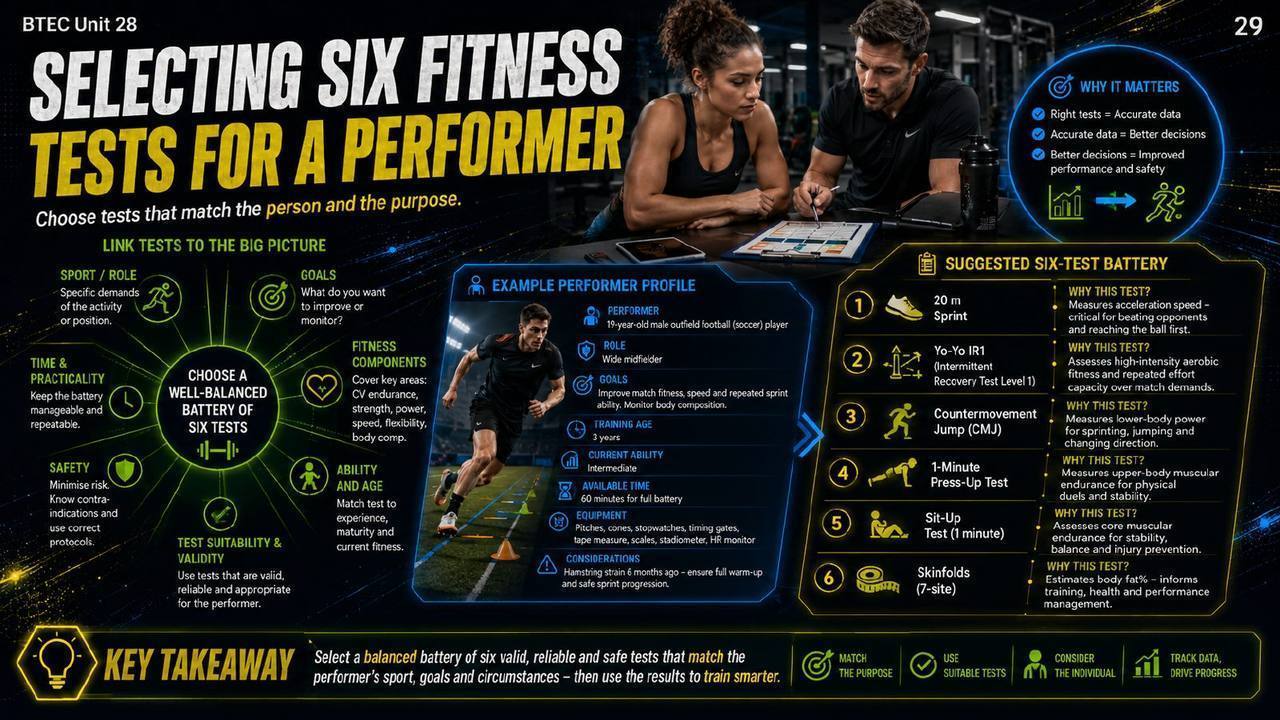 BTEC Unit 28
29
SELECTING SIX FITNESS
TESTS FOR A PERFORMER
Choose tests that match the person and the purpose.
WHY IT MATTERS
Right tests = Accurate data
Accurate data = Better decisions
Better decisions = Improved
performance and safety
LINK TESTS TO THE BIG PICTURE
SPORT / ROLE
Specific demands
of the activity
or position.
GOALS
What do you want
to improve or
monitor?
TIME &
PRACTICALITY
Keep the battery
manageable and
repeatable.
CHOOSE A
WELL-BALANCED
BATTERY OF
SIX TESTS
FITNESS
COMPONENTS
Cover key areas:
CV endurance,
strength, power,
speed, flexibility,
body comp.
SAFETY
Minimise risk.
Know contra-
indications and
use correct
protocols.
ABILITY
AND AGE
Match test to
experience,
maturity and
current fitness.
TEST SUITABILITY &
VALIDITY
Use tests that are valid,
reliable and appropriate
for the performer.
EXAMPLE PERFORMER PROFILE
PERFORMER
19-year-old male outfield football (soccer) player
ROLE
Wide midfielder
GOALS
Improve match fitness, speed and repeated sprint
ability. Monitor body composition.
TRAINING AGE
3 years
CURRENT ABILITY
Intermediate
AVAILABLE TIME
60 minutes for full battery
EQUIPMENT
Pitches, cones, stopwatches, timing gates,
tape measure, scales, stadiometer, HR monitor
CONSIDERATIONS
Hamstring strain 6 months ago – ensure full warm-up
and safe sprint progression.
SUGGESTED SIX-TEST BATTERY
1
20 m
Sprint
WHY THIS TEST?
Measures acceleration speed –
critical for beating opponents
and reaching the ball first.
2
Yo-Yo IR1
(Intermittent
Recovery Test Level 1)
WHY THIS TEST?
Assesses high-intensity aerobic
fitness and repeated effort
capacity over match demands.
3
Countermovement
Jump (CMJ)
WHY THIS TEST?
Measures lower-body power
for sprinting, jumping and
changing direction.
4
1-Minute
Press-Up Test
WHY THIS TEST?
Measures upper-body muscular
endurance for physical
duels and stability.
5
Sit-Up
Test (1 minute)
WHY THIS TEST?
Assesses core muscular
endurance for stability,
balance and injury prevention.
6
Skinfolds
(7-site)
WHY THIS TEST?
Estimates body fat% – informs
training, health and performance
management.
KEY TAKEAWAY
Select a balanced battery of six valid, reliable and safe tests that match the
performer's sport, goals and circumstances – then use the results to train smarter.
MATCH
THE PURPOSE
USE
SUITABLE TESTS
CONSIDER
THE INDIVIDUAL
TRACK DATA,
DRIVE PROGRESS